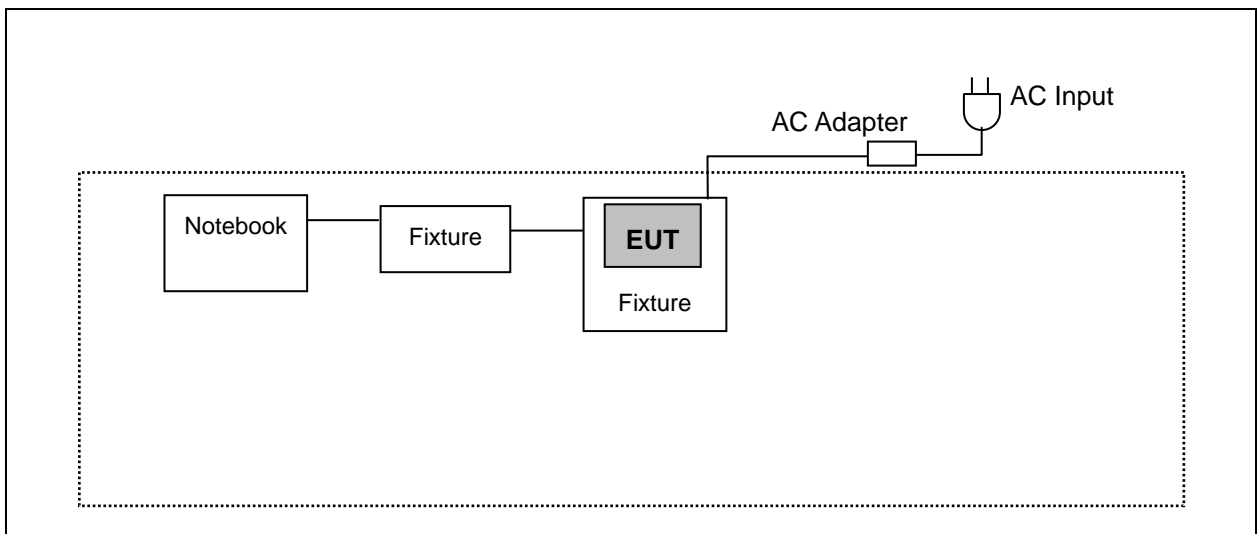 AC Input
AC Adapter
Notebook
Fixture
EUT
Fixture